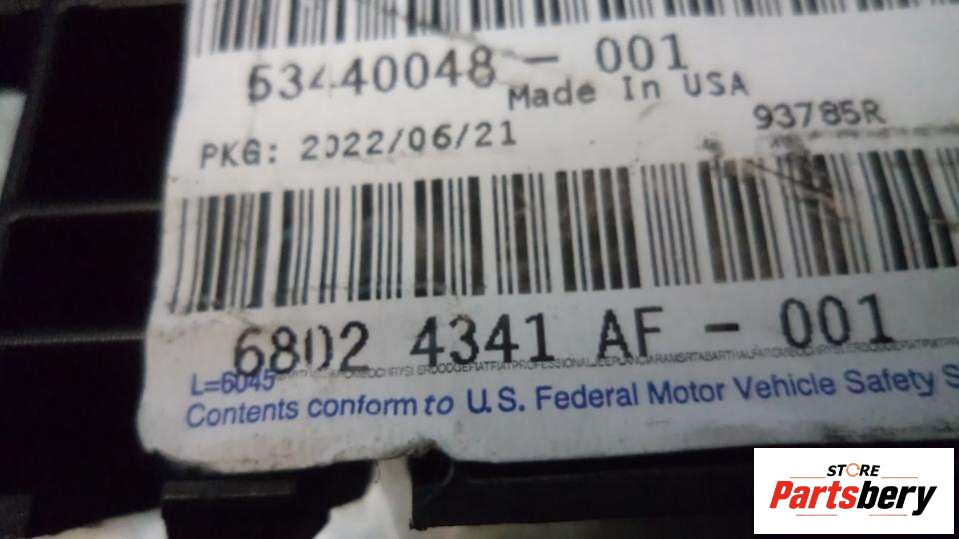 53440048 - 001
Made In USA
PKG: 2022/06/21
93785R
6802 4341 AF - 001
L=6045
Contents conform to U.S. Federal Motor Vehicle Safety S
STORE
Partsbery